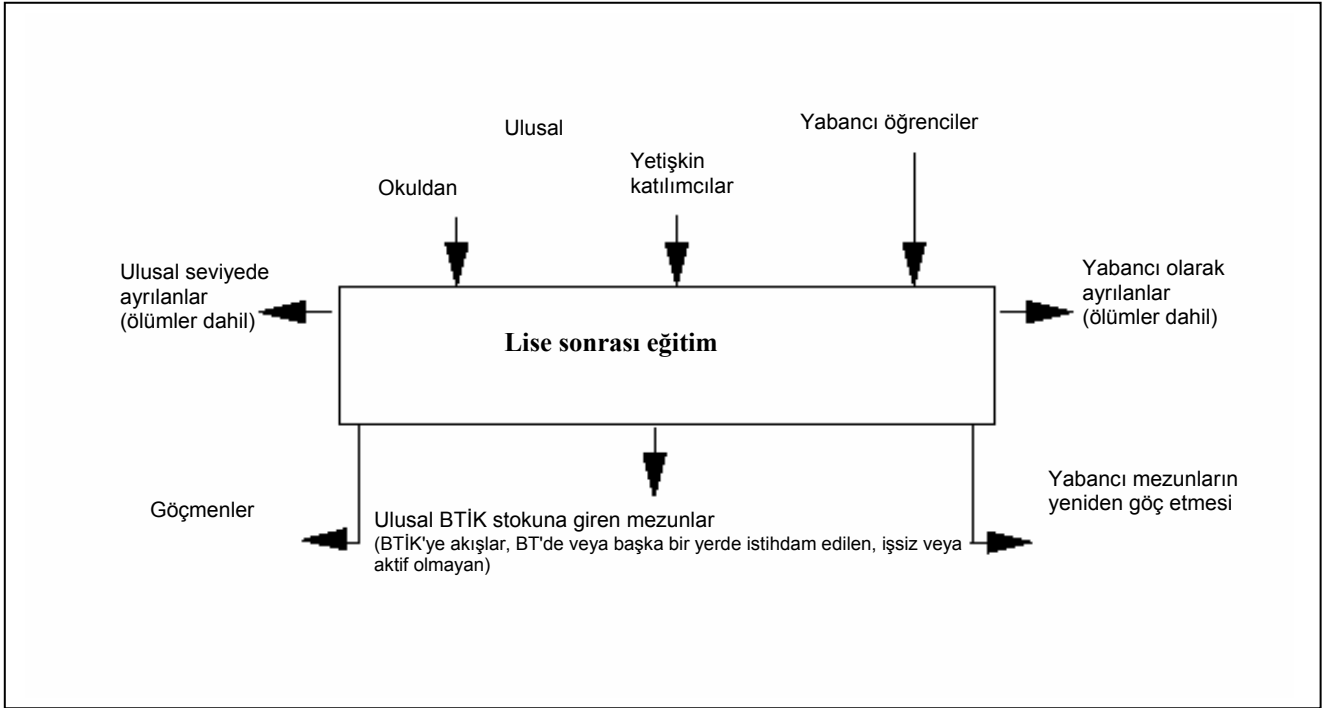 Ulusal
Yabancı öğrenciler
Yetişkin
katılımcılar
Okuldan
Ulusal seviyede
ayrılanlar
(ölümler dahil)
Yabancı olarak
ayrılanlar
(ölümler dahil)
Lise sonrası eğitim
Göçmenler
Ulusal BTİK stokuna giren mezunlar
(BTİK'ye akışlar, BT'de veya başka bir yerde istihdam edilen, işsiz veya
aktif olmayan)
Yabancı mezunların
yeniden göç etmesi